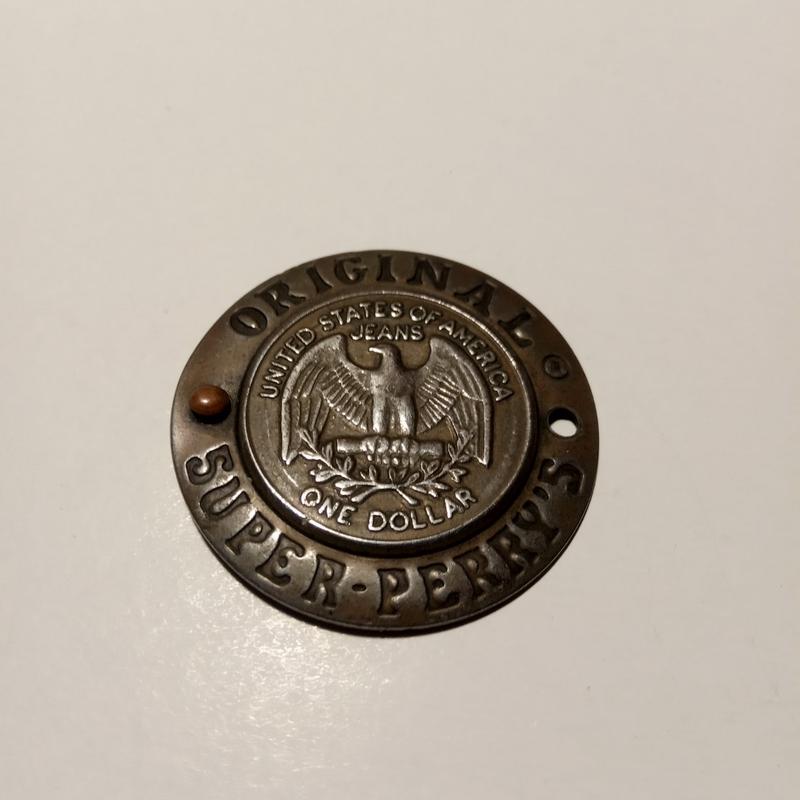 ORIGINAL ®
UNITED STATES OF AMERICA
JEANS
ONE DOLLAR
SUPER-PERRY'S